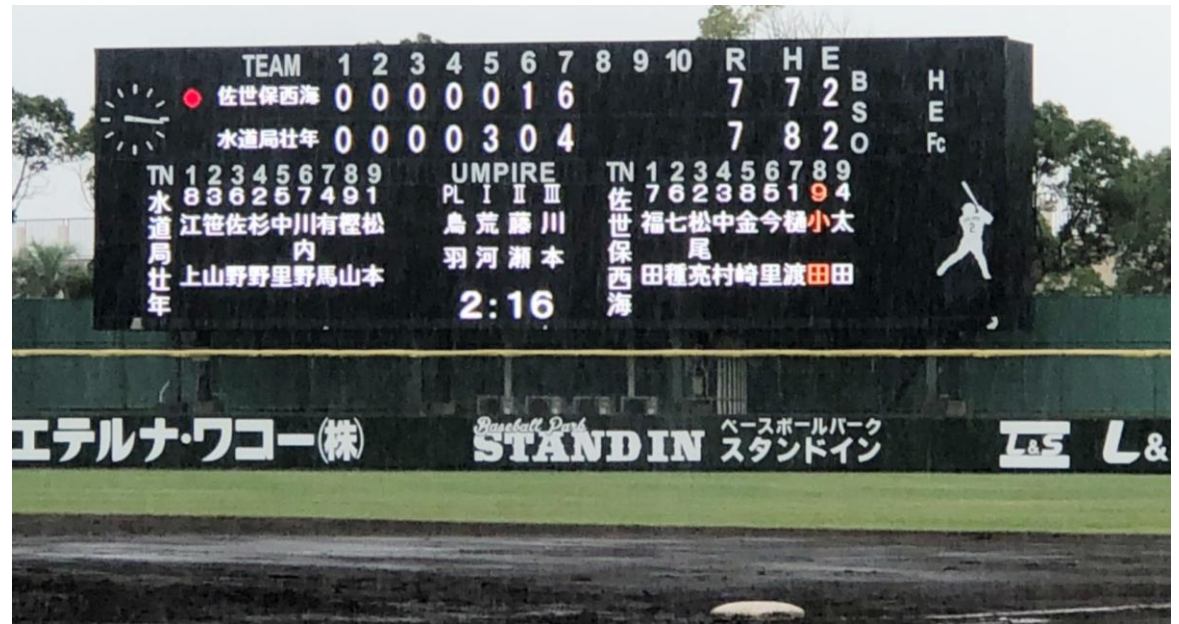 TEAM 1 2 3 4 5 6 7 8 9 10 R H E
佐世保西海 0 0 0 0 0 1 6 7 7 2
水道局壮年 0 0 0 0 3 0 4 7 8 2
B H
S E
O Fc
TN 1 2 3 4 5 6 7 8 9
水道局壮年
8 3 6 2 5 7 4 9 1
江笹佐杉中川有樫松
内
上山野野里野馬山本
UMPIRE
PL I II III
鳥荒藤川
羽河瀬本
2:16
TN 1 2 3 4 5 6 7 8 9
佐世保西海
7 6 2 3 8 5 1 9 4
福七松中金今樋小太
尾
田種亮村崎里渡田田
2
エテルナ・ワコー(株)
Baseball Park
STAND IN
ベースボールパーク
スタンドイン
L&S
L&